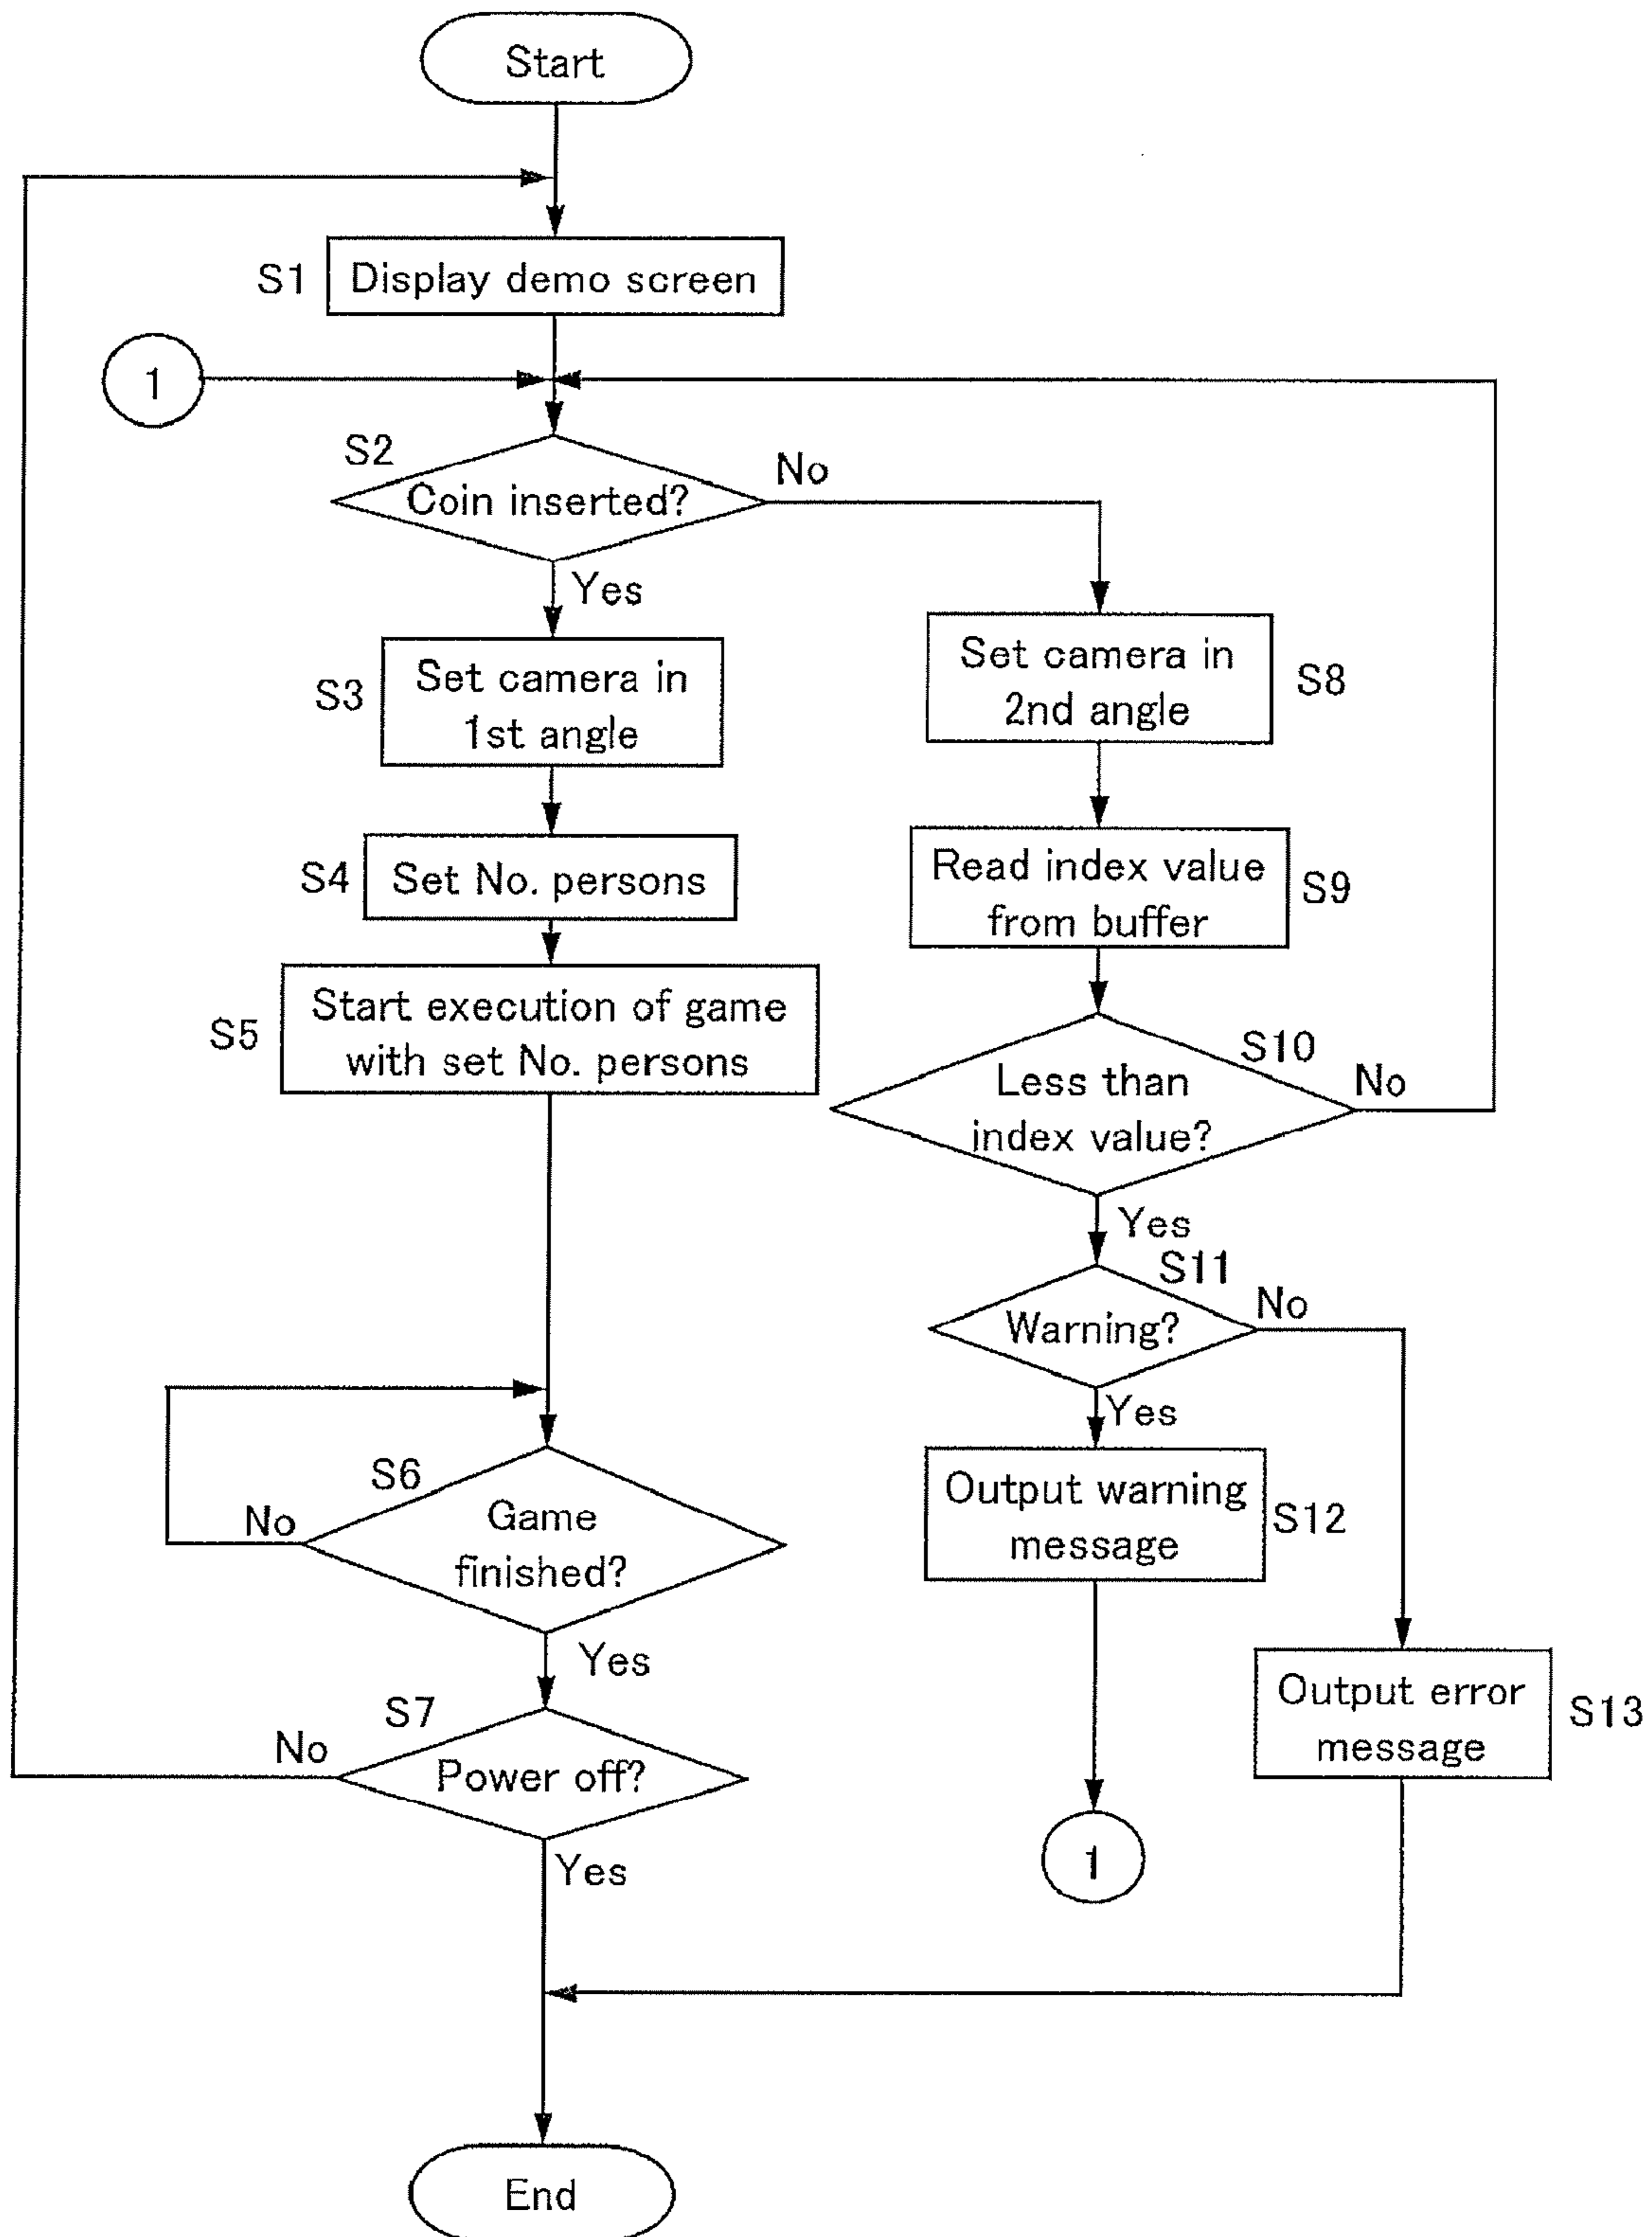 Start
S1
Display demo screen
1
S2
Coin inserted?
No
Yes
S3
Set camera in
1st angle
S4
Set No. persons
S5
Start execution of game
with set No. persons
S6
Game
finished?
No
Yes
S7
Power off?
No
Yes
Set camera in
2nd angle
S8
Read index value
from buffer
S9
S10
Less than
index value?
No
Yes
S11
Warning?
No
Yes
Output warning
message
S12
1
Output error
message
S13
End